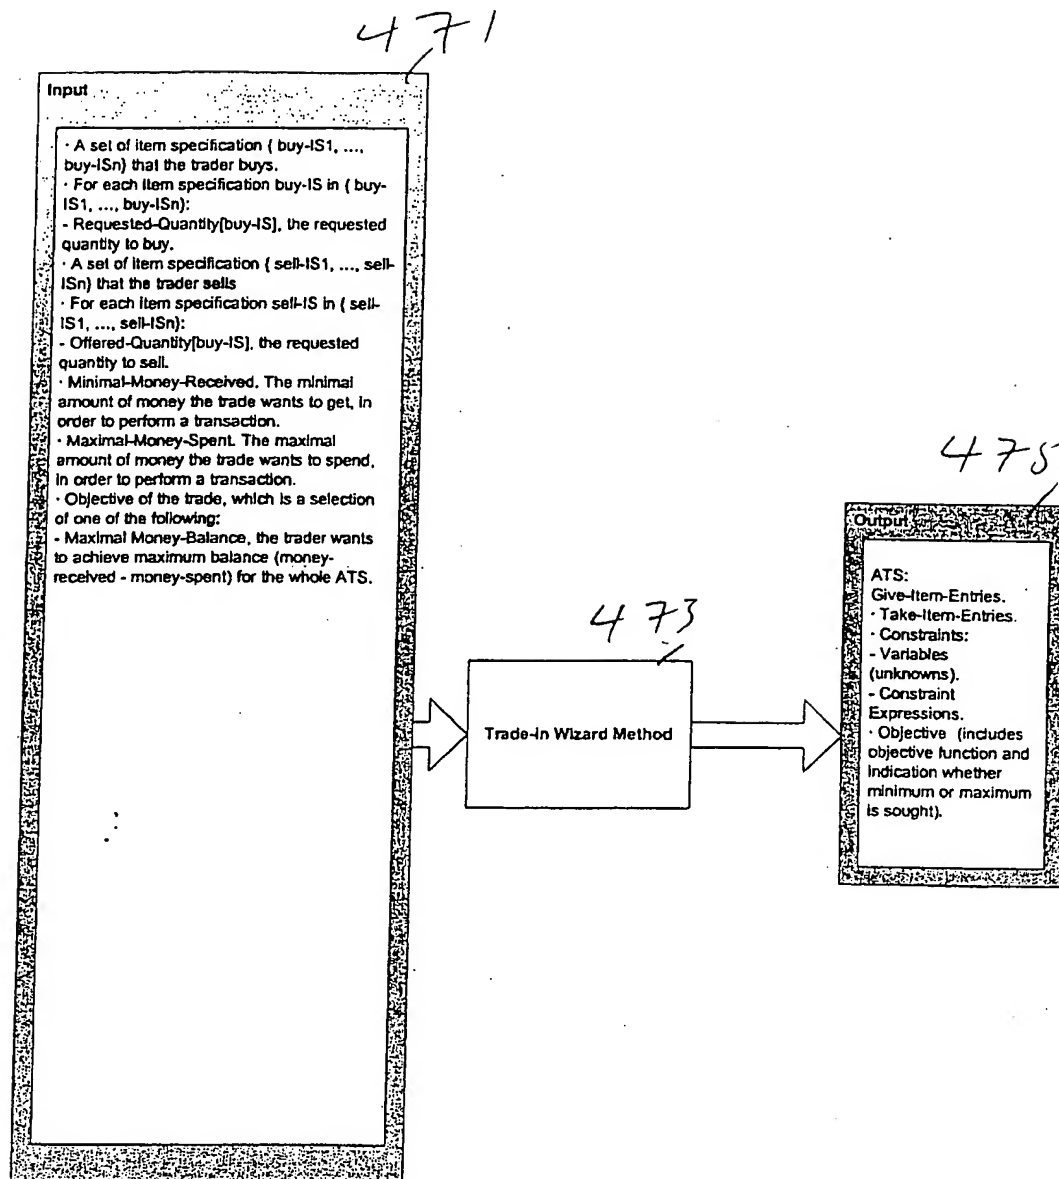 471
Input
· A set of item specification ( buy-IS1, ...,
buy-ISn) that the trader buys.
· For each item specification buy-IS in ( buy-
IS1, ..., buy-ISn):
- Requested-Quantity[buy-IS], the requested
quantity to buy.
· A set of item specification ( sell-IS1, ..., sell-
ISn) that the trader sells
· For each item specification sell-IS in ( sell-
IS1, ..., sell-ISn):
- Offered-Quantity[buy-IS], the requested
quantity to sell.
· Minimal-Money-Received. The minimal
amount of money the trade wants to get, in
order to perform a transaction.
· Maximal-Money-Spent. The maximal
amount of money the trade wants to spend,
in order to perform a transaction.
· Objective of the trade, which is a selection
of one of the following:
- Maximal Money-Balance, the trader wants
to achieve maximum balance (money-
received - money-spent) for the whole ATS.
473
Trade-in Wizard Method
475
Output
ATS:
Give-Item-Entries.
· Take-Item-Entries.
· Constraints:
- Variables
(unknowns).
- Constraint
Expressions.
· Objective (includes
objective function and
indication whether
minimum or maximum
is sought).